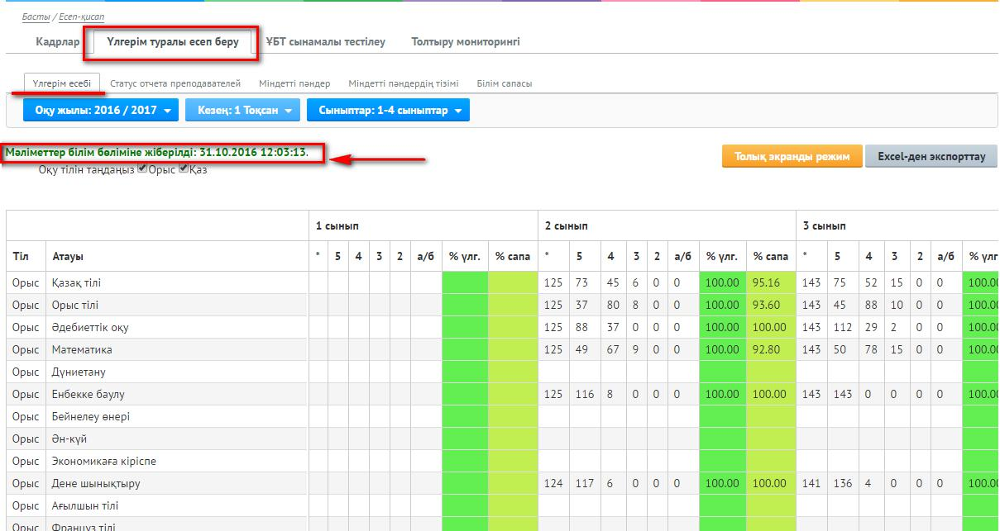 Басты / Есеп-қисап
Кадрлар Үлгерім туралы есеп беру ҰБТ сынамалы тестілеу Толтыру мониторингі
Үлгерім есебі Статус отчета преподавателей Міндетті пәндер Міндетті пәндердің тізімі Білім сапасы
Оқу жылы: 2016 / 2017 Кезең: 1 Тоқсан Сыныптар: 1-4 сыныптар
Мәліметтер білім бөліміне жіберілді: 31.10.2016 12:03:13.
Толық экранды режим Excel-ден экспорттау
Оқу тілін таңдаңыз Орыс Қаз
1 сынып 2 сынып 3 сынып
Тіл Атауы * 5 4 3 2 а/б % үлг. % сапа * 5 4 3 2 а/б % үлг. % сапа * 5 4 3 2 а/б % үлг
Орыс Қазақ тілі 125 73 45 6 0 0 100.00 95.16 143 75 52 15 0 0 100.00
Орыс Орыс тілі 125 37 80 8 0 0 100.00 93.60 143 45 88 10 0 0 100.00
Орыс Әдебиеттік оқу 125 88 37 0 0 0 100.00 100.00 143 112 29 2 0 0 100.00
Орыс Математика 125 49 67 9 0 0 100.00 92.80 143 50 78 15 0 0 100.00
Орыс Дүниетану
Орыс Еңбекке баулу 125 116 8 0 0 0 100.00 100.00 143 143 0 0 0 0 100.00
Орыс Бейнелеу өнері
Орыс Ән-күй
Орыс Экономикаға кіріспе
Орыс Дене шынықтыру 124 117 6 0 0 0 100.00 100.00 141 136 4 0 0 0 100.00
Орыс Ағылшын тілі
Орыс Француз тілі